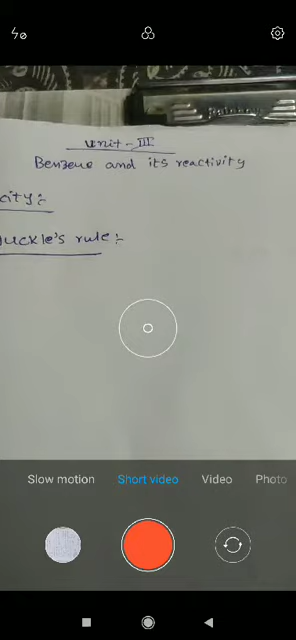 Unit-III
Benzene and its reactivity
city:-
uckle's rule:-
Slow motion
Short video
Video
Photo